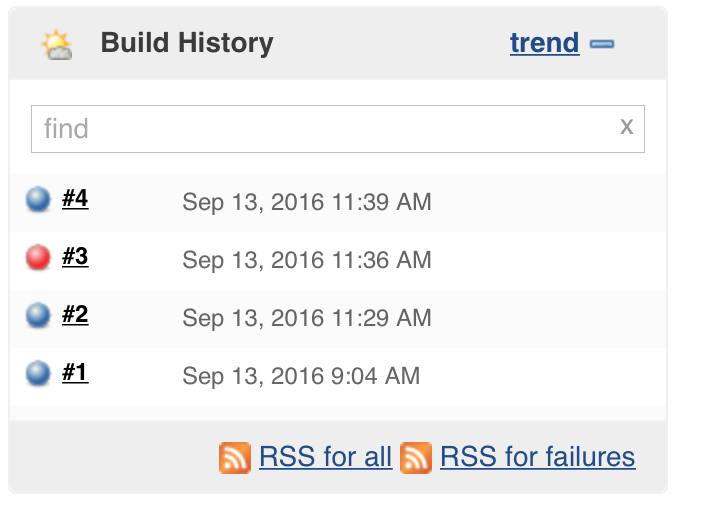 Build History trend
find x
#4 Sep 13, 2016 11:39 AM
#3 Sep 13, 2016 11:36 AM
#2 Sep 13, 2016 11:29 AM
#1 Sep 13, 2016 9:04 AM
RSS for all RSS for failures